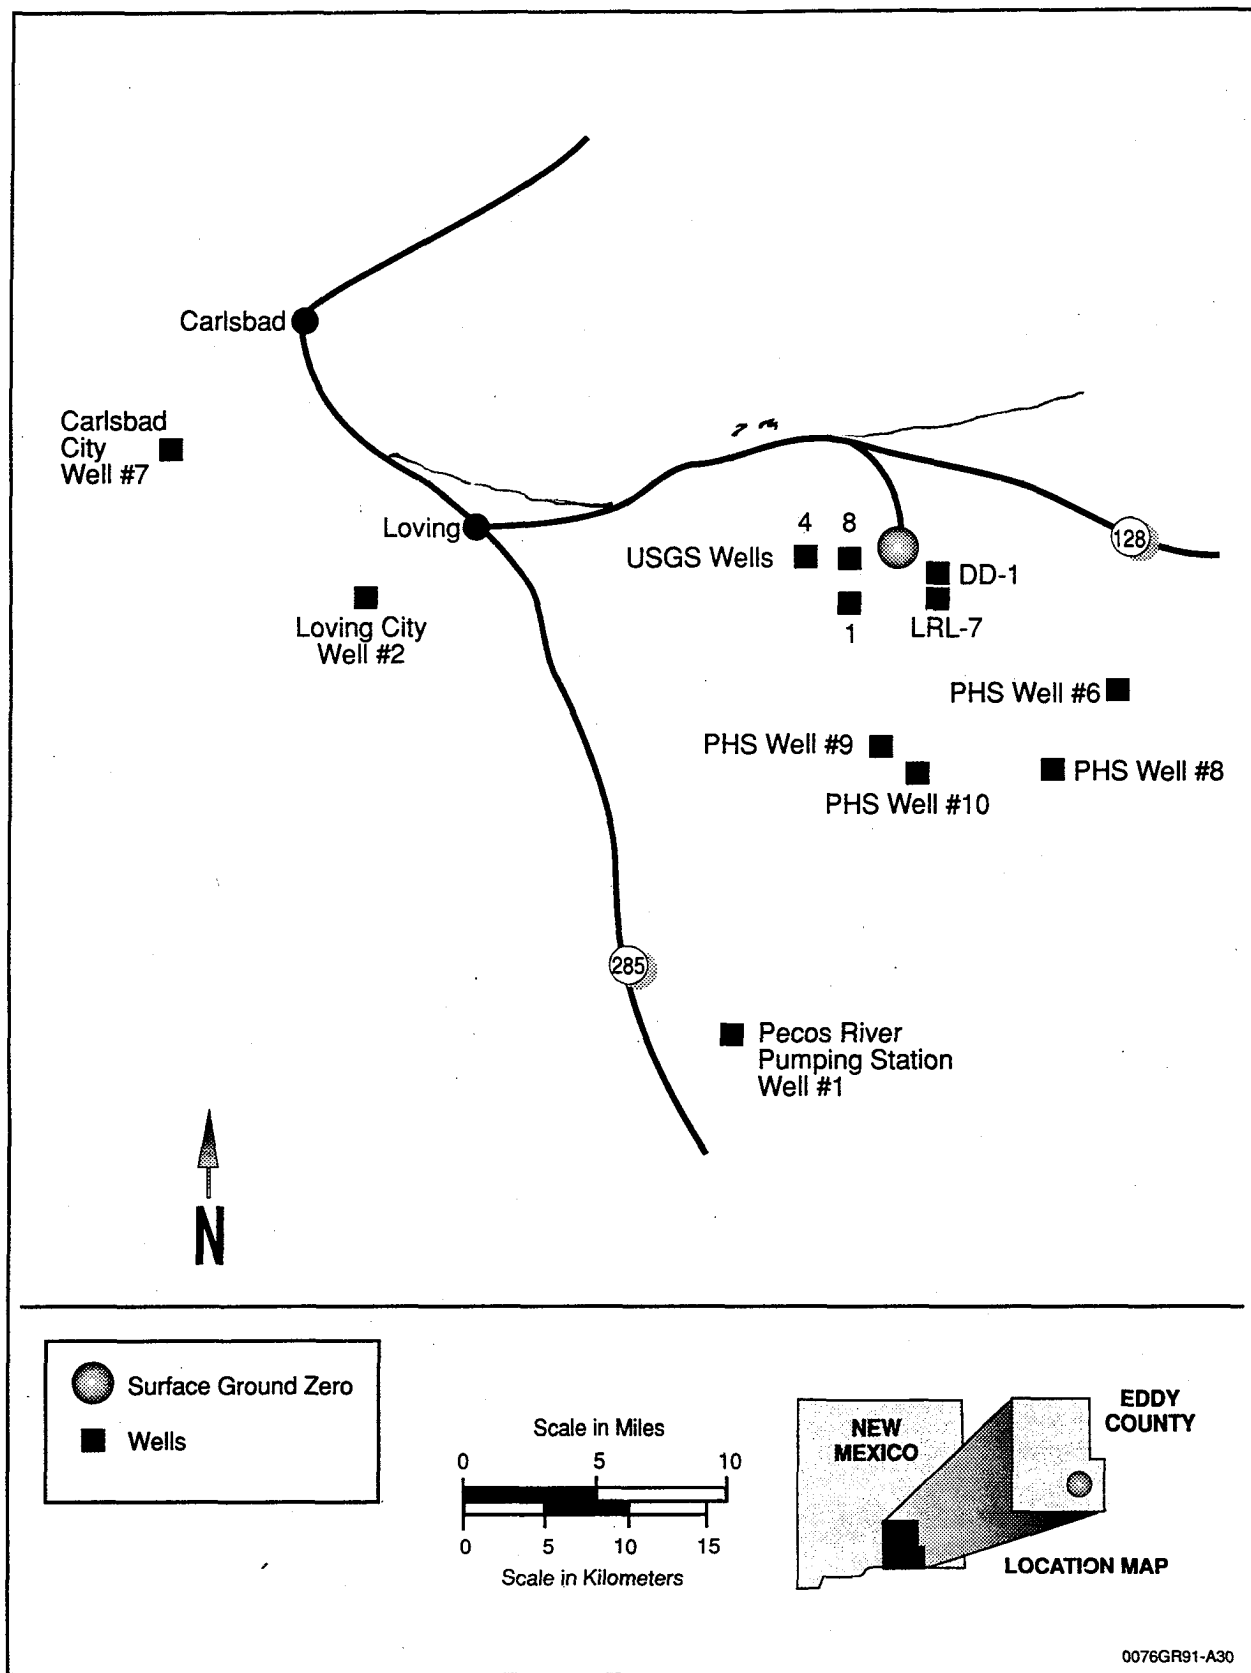 Carlsbad
Carlsbad
City
Well #7
Loving
4 8
USGS Wells
128
DD-1
1
LRL-7
Loving City
Well #2
PHS Well #6
PHS Well #9
PHS Well #8
PHS Well #10
285
Pecos River
Pumping Station
Well #1
N
Surface Ground Zero
Wells
Scale in Miles
0 5 10
0 5 10 15
Scale in Kilometers
NEW
MEXICO
EDDY
COUNTY
LOCATION MAP
0076GR91-A30